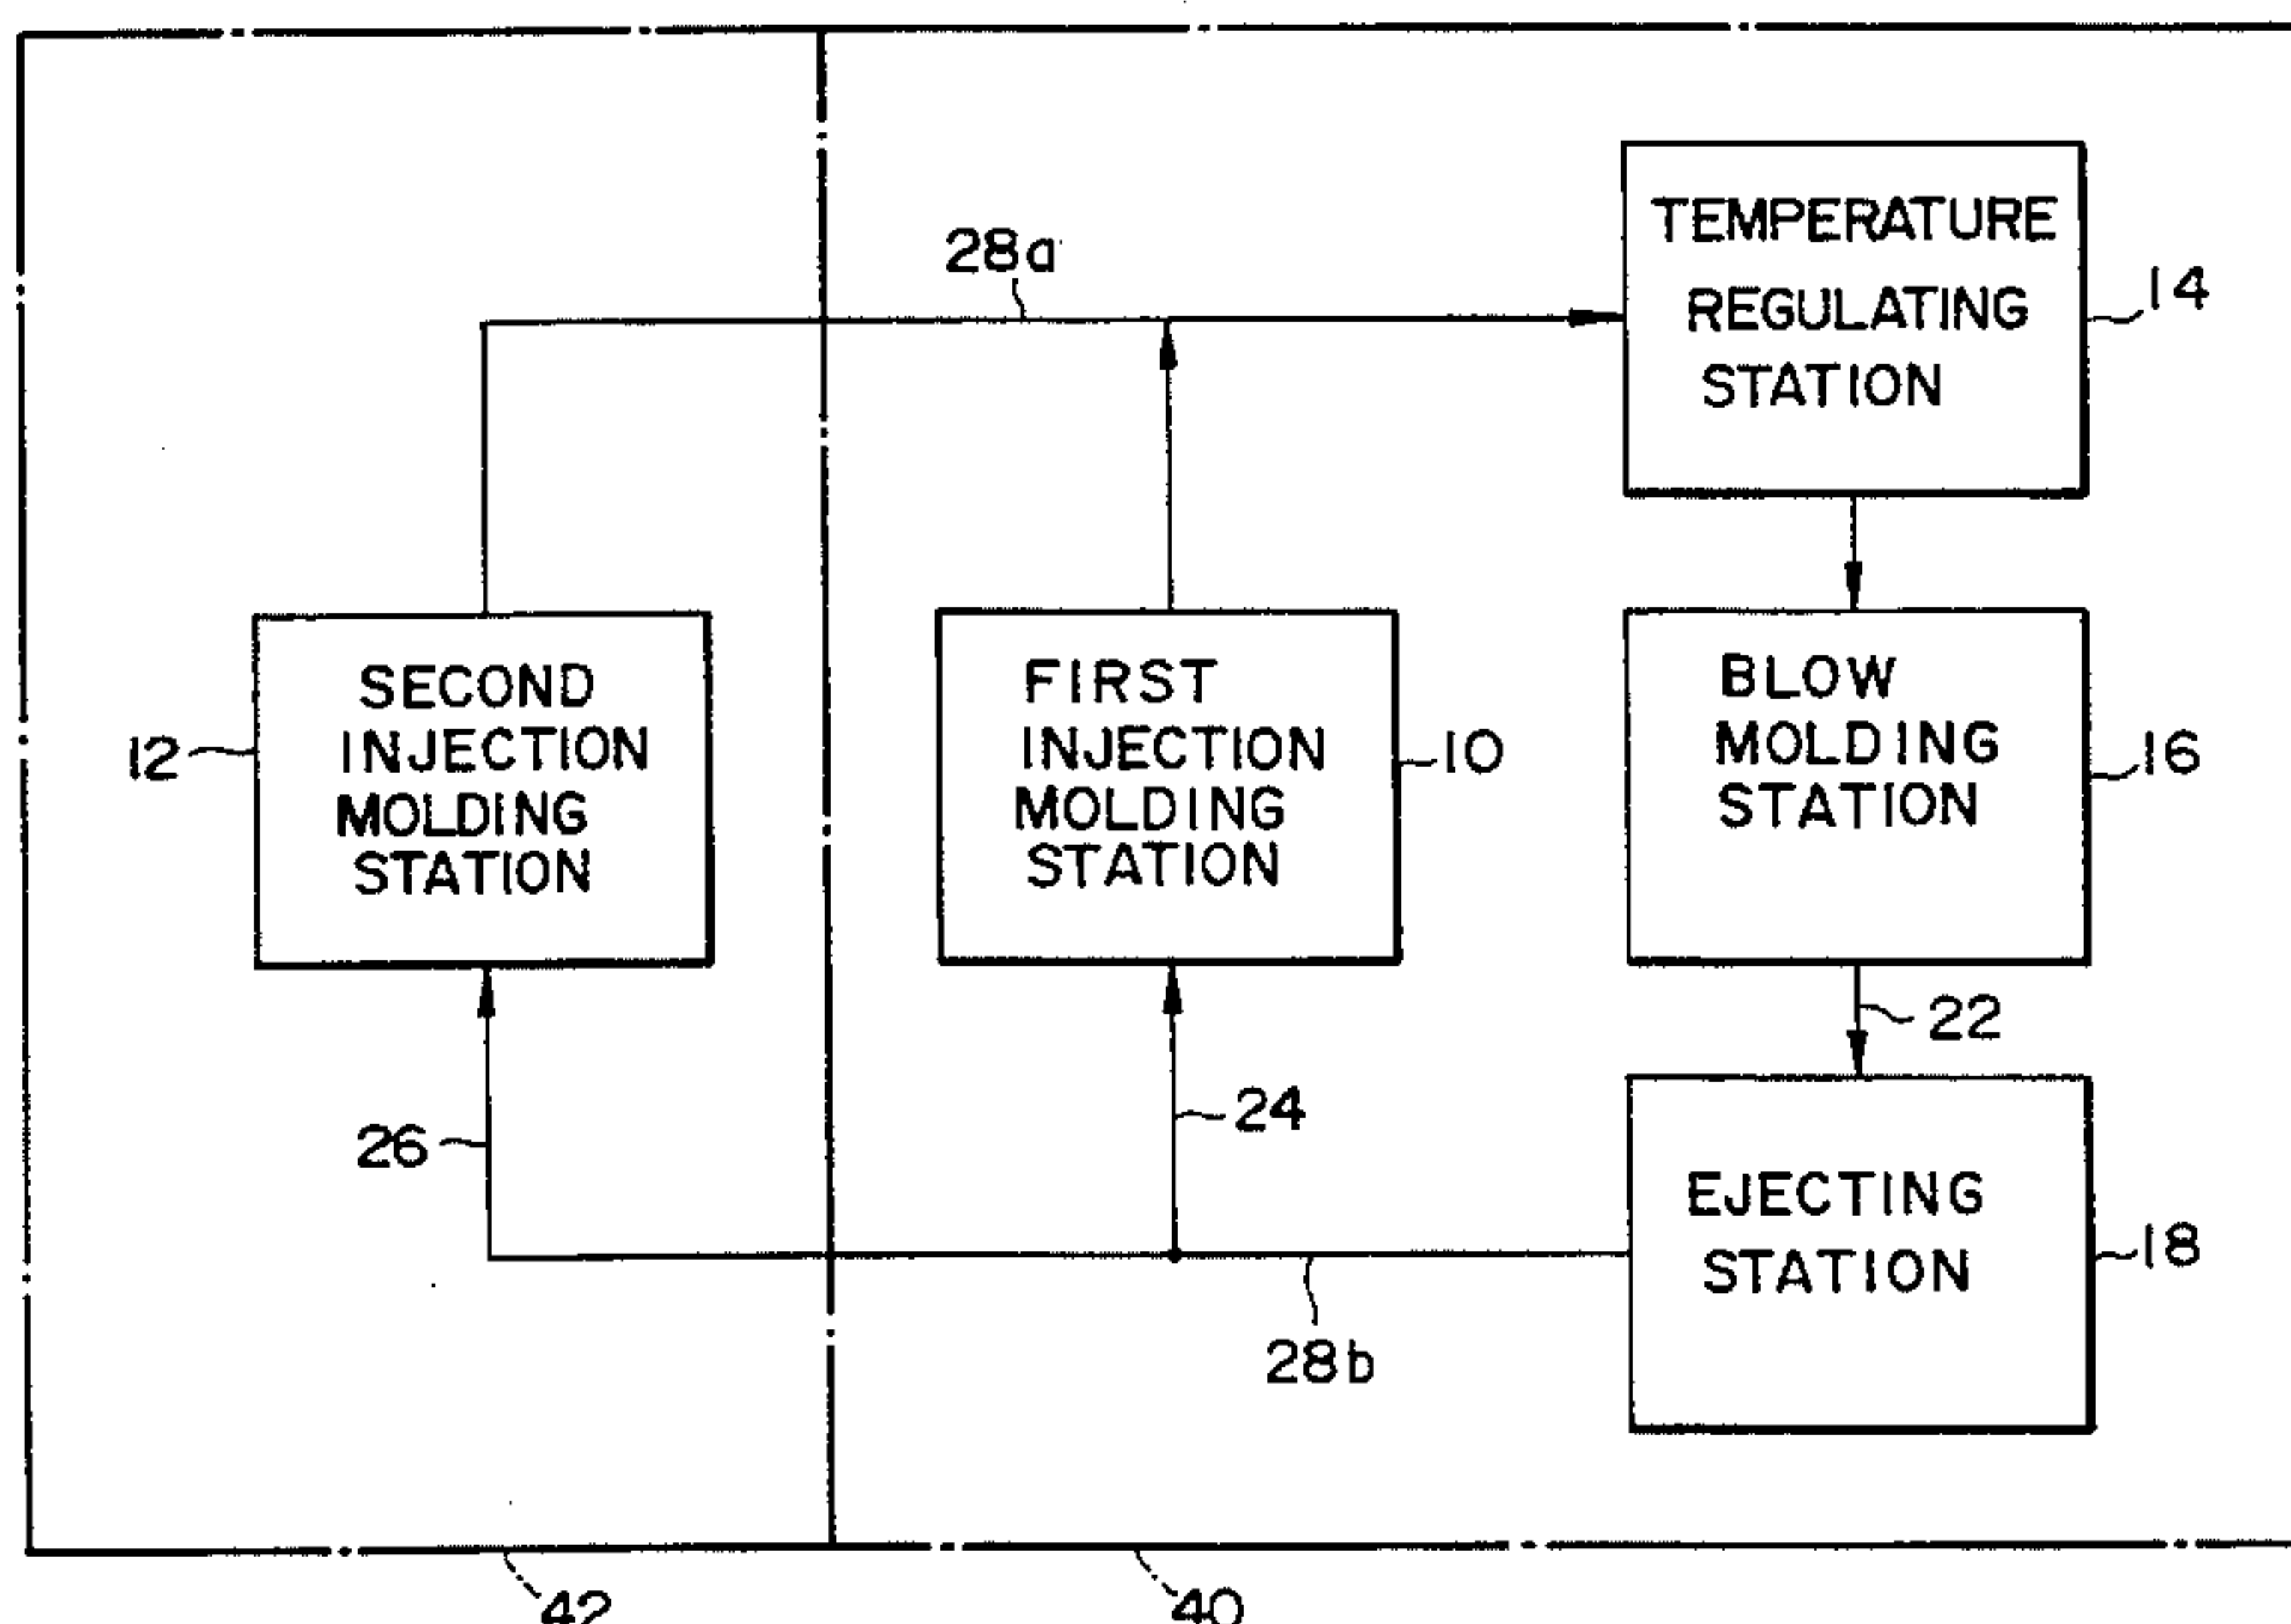 28a
TEMPERATURE
REGULATING
STATION
14
SECOND
INJECTION
MOLDING
STATION
12
FIRST
INJECTION
MOLDING
STATION
10
BLOW
MOLDING
STATION
16
22
24
26
EJECTING
STATION
18
28b
42
40